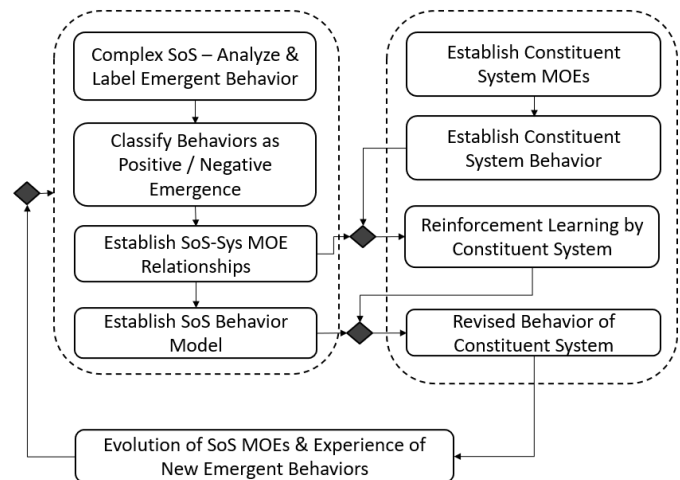 Complex SoS – Analyze &
Label Emergent Behavior
Classify Behaviors as
Positive / Negative
Emergence
Establish SoS-Sys MOE
Relationships
Establish SoS Behavior
Model
Establish Constituent
System MOEs
Establish Constituent
System Behavior
Reinforcement Learning by
Constituent System
Revised Behavior of
Constituent System
Evolution of SoS MOEs & Experience of
New Emergent Behaviors